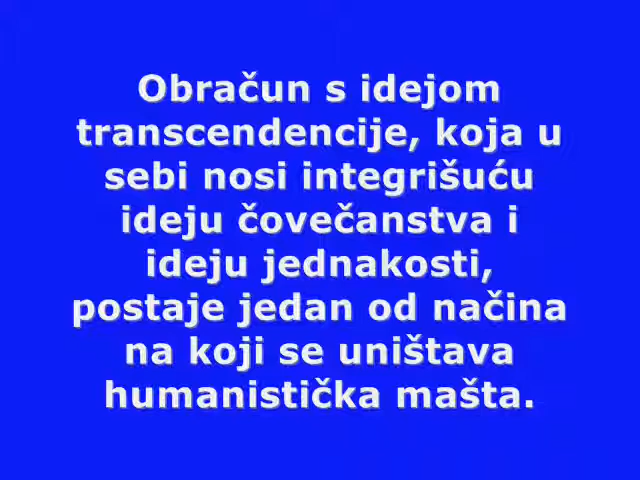 Obračun s idejom
transcendencije, koja u
sebi nosi integrišuću
ideju čovečanstva i
ideju jednakosti,
postaje jedan od načina
na koji se uništava
humanistička mašta.